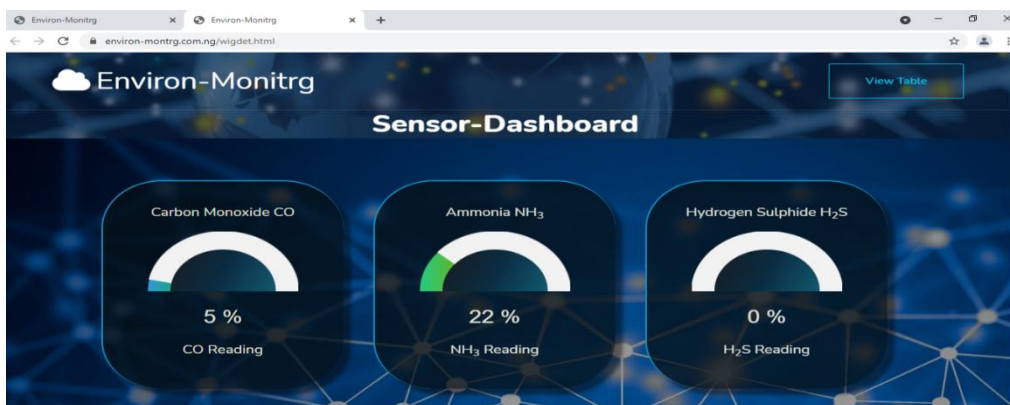 Environ-Monitrg
Environ-Monitrg
environ-montrg.com.ng/wigdet.html
Environ-Monitrg
View Table
Sensor-Dashboard
Carbon Monoxide CO
5 %
CO Reading
Ammonia NH₃
22 %
NH₃ Reading
Hydrogen Sulphide H₂S
0 %
H₂S Reading